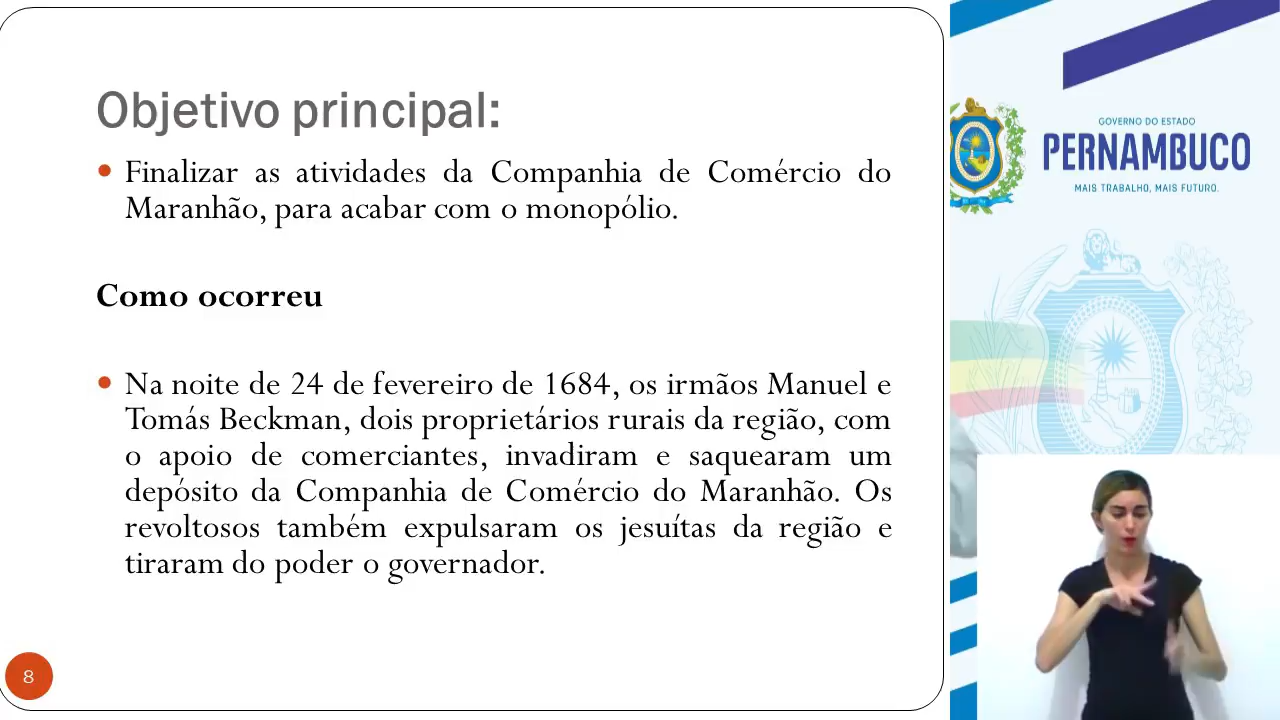 Objetivo principal:
• Finalizar as atividades da Companhia de Comércio do
Maranhão, para acabar com o monopólio.
Como ocorreu
• Na noite de 24 de fevereiro de 1684, os irmãos Manuel e
Tomás Beckman, dois proprietários rurais da região, com
o apoio de comerciantes, invadiram e saquearam um
depósito da Companhia de Comércio do Maranhão. Os
revoltosos também expulsaram os jesuítas da região e
tiraram do poder o governador.
8
GOVERNO DO ESTADO
PERNAMBUCO
MAIS TRABALHO, MAIS FUTURO.